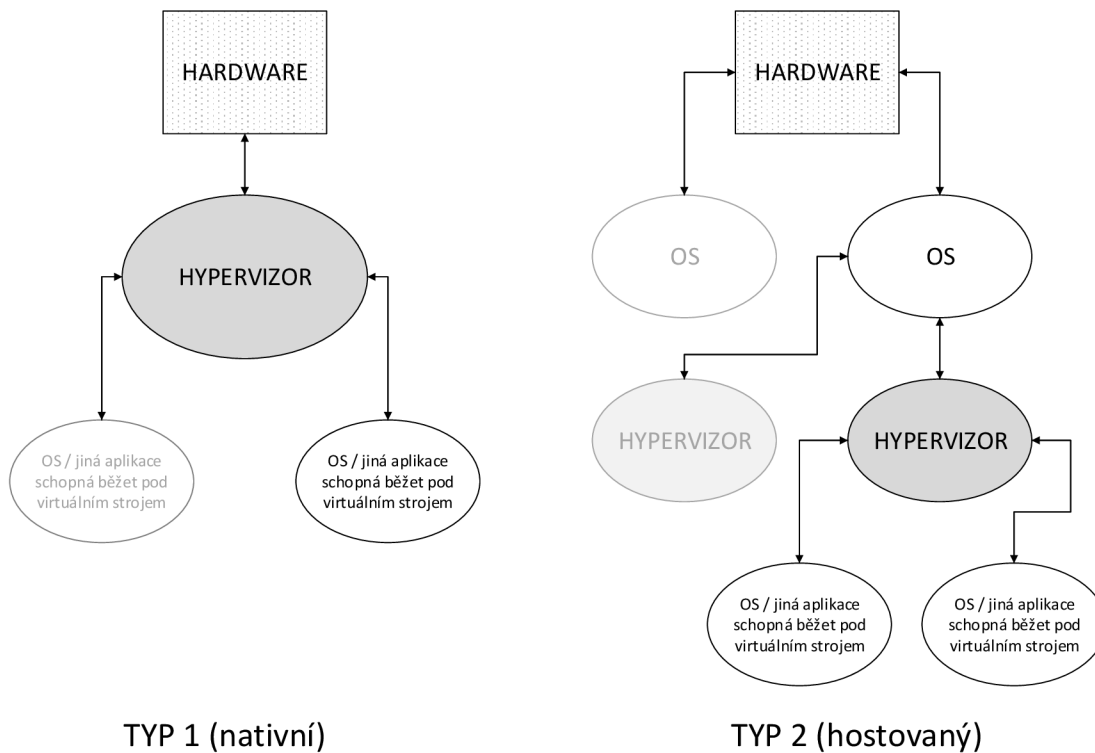 HARDWARE
HYPERVIZOR
OS / jiná aplikace
schopná běžet pod
virtuálním strojem
OS / jiná aplikace
schopná běžet pod
virtuálním strojem
TYP 1 (nativní)
HARDWARE
OS
OS
HYPERVIZOR
HYPERVIZOR
OS / jiná aplikace
schopná běžet pod
virtuálním strojem
OS / jiná aplikace
schopná běžet pod
virtuálním strojem
TYP 2 (hostovaný)